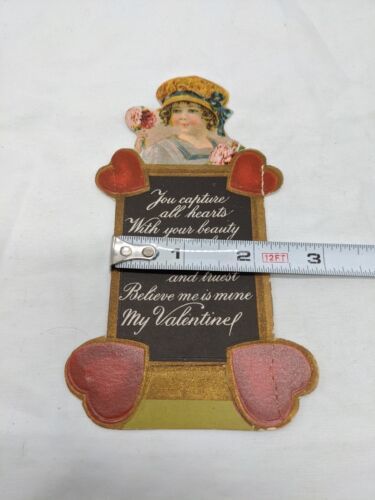 You capture
all hearts
With your beauty
and truest
Believe me is mine
My Valentine!
1 2 12FT 3